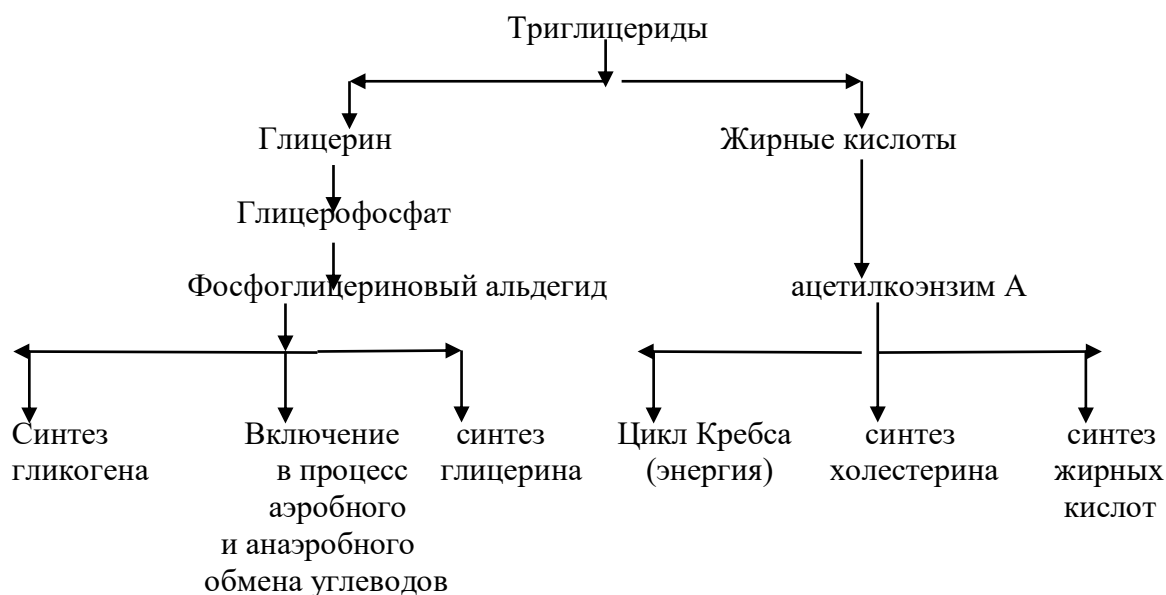 Триглицериды
Глицерин Жирные кислоты
Глицерофосфат
Фосфоглицериновый альдегид ацетилкоэнзим А
Синтез Включение синтез Цикл Кребса синтез синтез
гликогена в процесс глицерина (энергия) холестерина жирных
аэробного кислот
и анаэробного
обмена углеводов